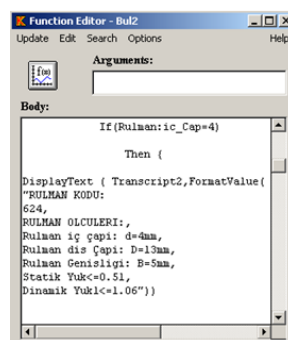 Function Editor - Bul2
Update Edit Search Options Help
Arguments:
f(x)
Body:
If(Rulman:ic_Cap=4)
Then {
DisplayText ( Transcript2,FormatValue(
"RULMAN KODU:
624,
RULMAN OLCULERI:,
Rulman iç çapi: d=4mm,
Rulman dis Çapi: D=13mm,
Rulman Genisligi: B=5mm,
Statik Yuk<=0.51,
Dinamik Yuk1<=1.06"))